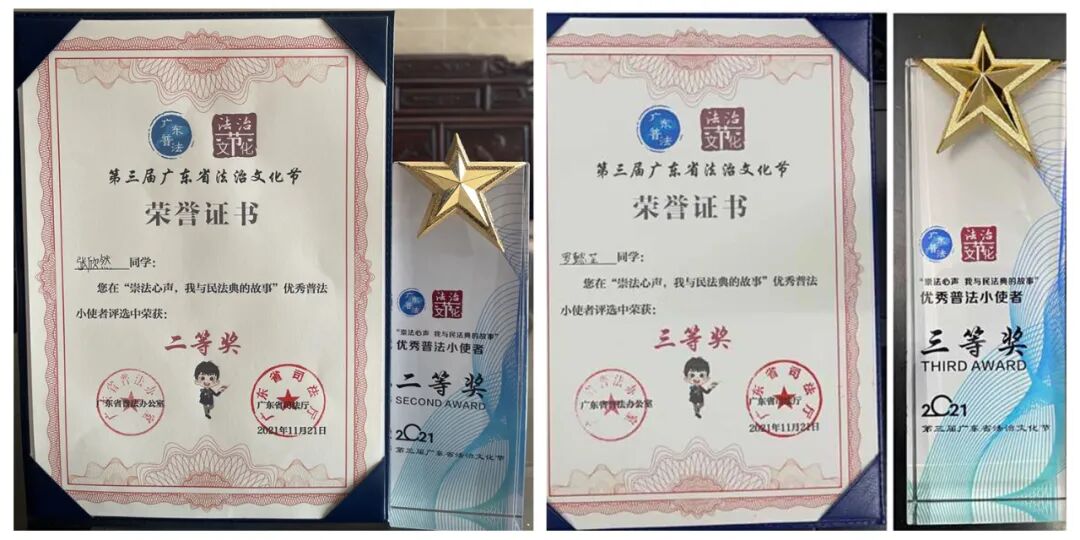 广东
普法
法治
文节化
第三届广东省法治文化节
荣誉证书
张欣然 同学：
您在“崇法心声，我与民法典的故事”优秀普法
小使者评选中荣获：
二等奖
广东省普法办公室
广东省司法厅
2021年11月21日
广东
普法
法治
文节化
“崇法心声 我与民法典的故事”
优秀普法小使者
二等奖
SECOND AWARD
2021
第三届广东省法治文化节
广东
普法
法治
文节化
第三届广东省法治文化节
荣誉证书
同学：
您在“崇法心声，我与民法典的故事”优秀普法
小使者评选中荣获：
三等奖
广东省普法办公室
广东省司法厅
2021年11月21日
广东
普法
法治
文节化
“崇法心声 我与民法典的故事”
优秀普法小使者
三等奖
THIRD AWARD
2021
第三届广东省法治文化节